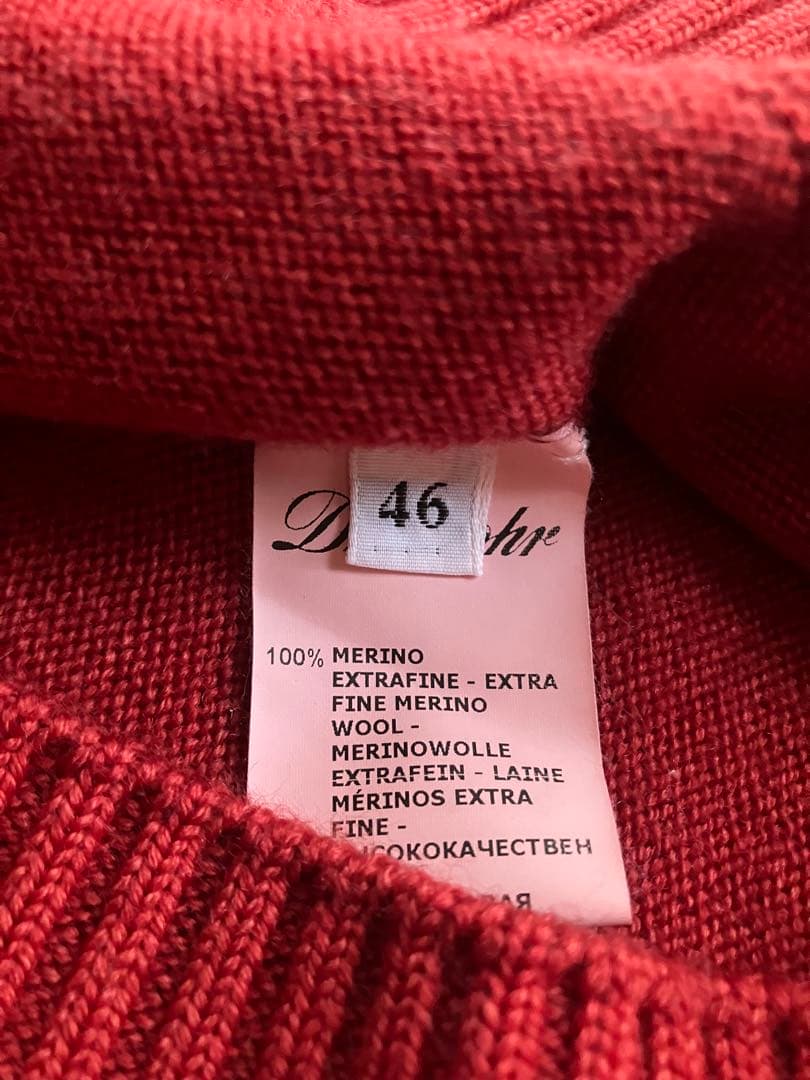 46
100% MERINO
EXTRAFINE - EXTRA
FINE MERINO
WOOL -
MERINOWOLLE
EXTRAFEIN - LAINE
MÉRINOS EXTRA
FINE -